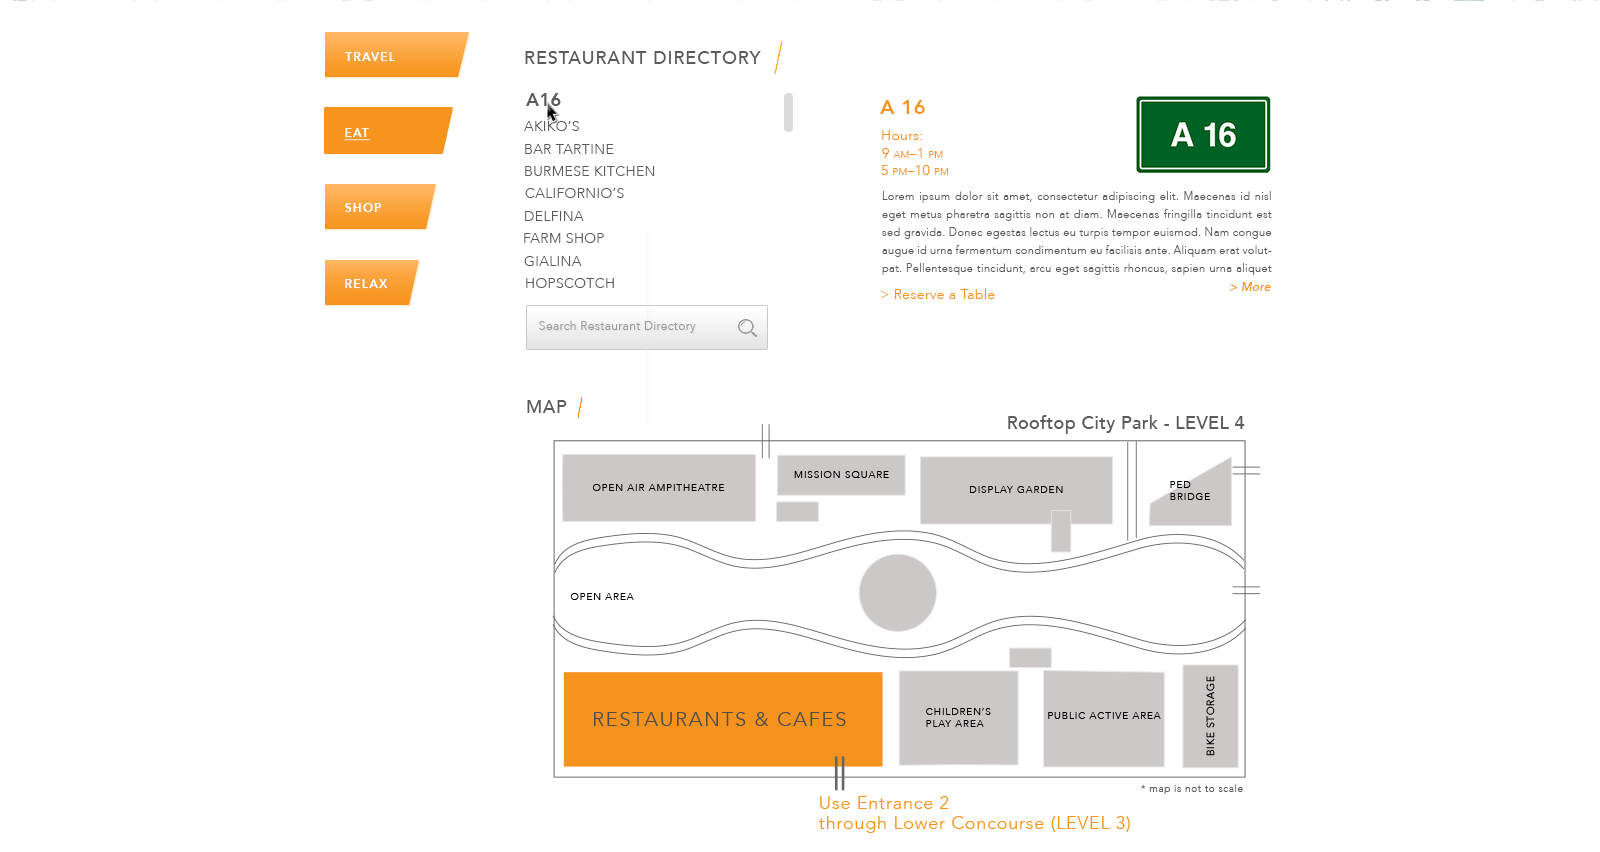 TRAVEL
EAT
SHOP
RELAX
RESTAURANT DIRECTORY
A16
AKIKO'S
BAR TARTINE
BURMESE KITCHEN
CALIFORNIO'S
DELFINA
FARM SHOP
GIALINA
HOPSCOTCH
Search Restaurant Directory
A 16
Hours:
9 AM–1 PM
5 PM–10 PM
A 16
Lorem ipsum dolor sit amet, consectetur adipiscing elit. Maecenas id nisl
eget metus pharetra sagittis non at diam. Maecenas fringilla tincidunt est
sed gravida. Donec egestas lectus eu turpis tempor euismod. Nam congue
augue id urna fermentum condimentum eu facilisis ante. Aliquam erat volut-
pat. Pellentesque tincidunt, arcu eget sagittis rhoncus, sapien urna aliquet
> More
> Reserve a Table
MAP
Rooftop City Park - LEVEL 4
OPEN AIR AMPITHEATRE
MISSION SQUARE
DISPLAY GARDEN
PED
BRIDGE
OPEN AREA
RESTAURANTS & CAFES
CHILDREN'S
PLAY AREA
PUBLIC ACTIVE AREA
BIKE STORAGE
* map is not to scale
Use Entrance 2
through Lower Concourse (LEVEL 3)